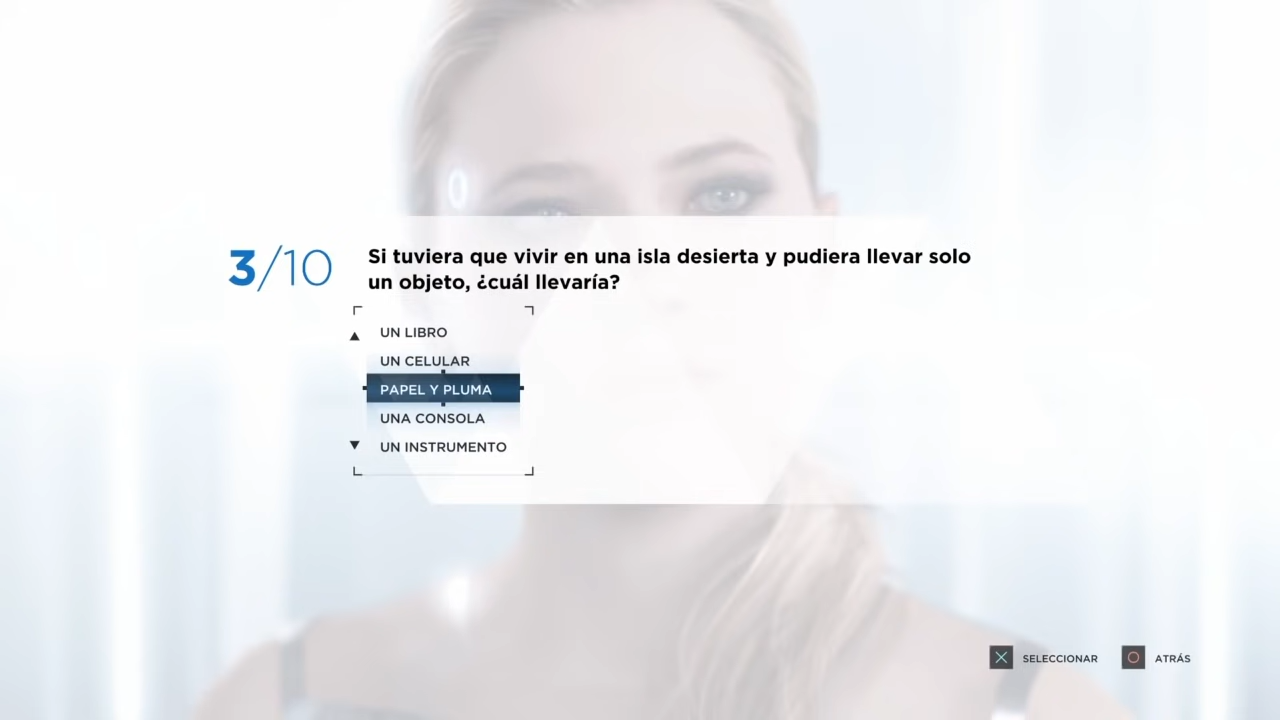 3/10
Si tuviera que vivir en una isla desierta y pudiera llevar solo
un objeto, ¿cuál llevaría?
UN LIBRO
UN CELULAR
PAPEL Y PLUMA
UNA CONSOLA
UN INSTRUMENTO
SELECCIONAR ATRÁS